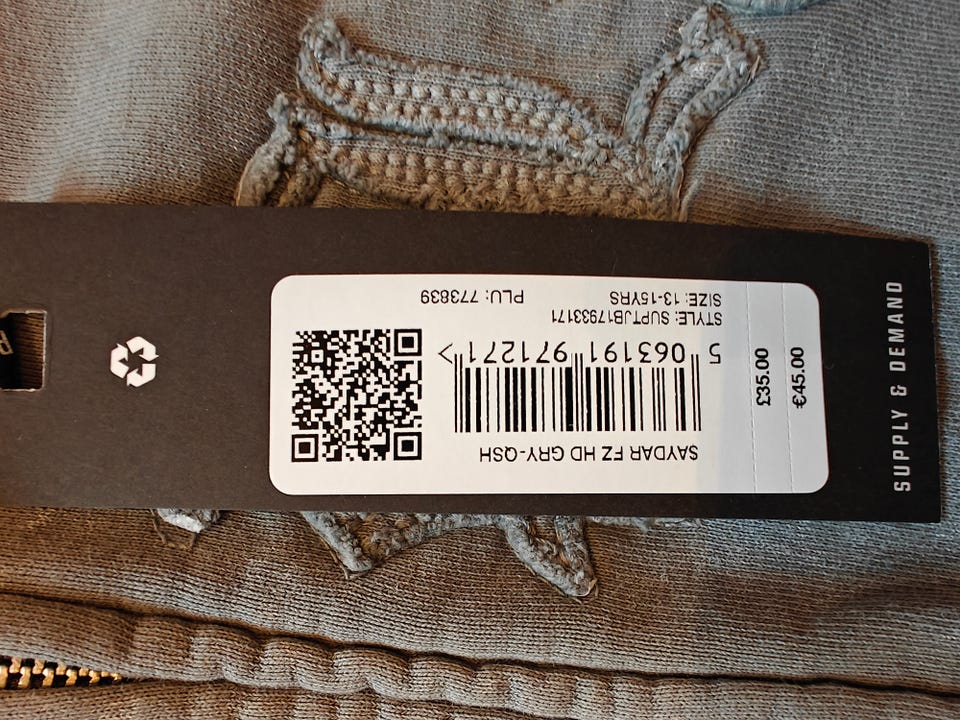 SAYDAR FZ HD GRY-QSH
5 063191 971271 >
STYLE: SUPTJB17933171
SIZE: 13-15YRS PLU: 773839
£35.00
€45.00
SUPPLY & DEMAND